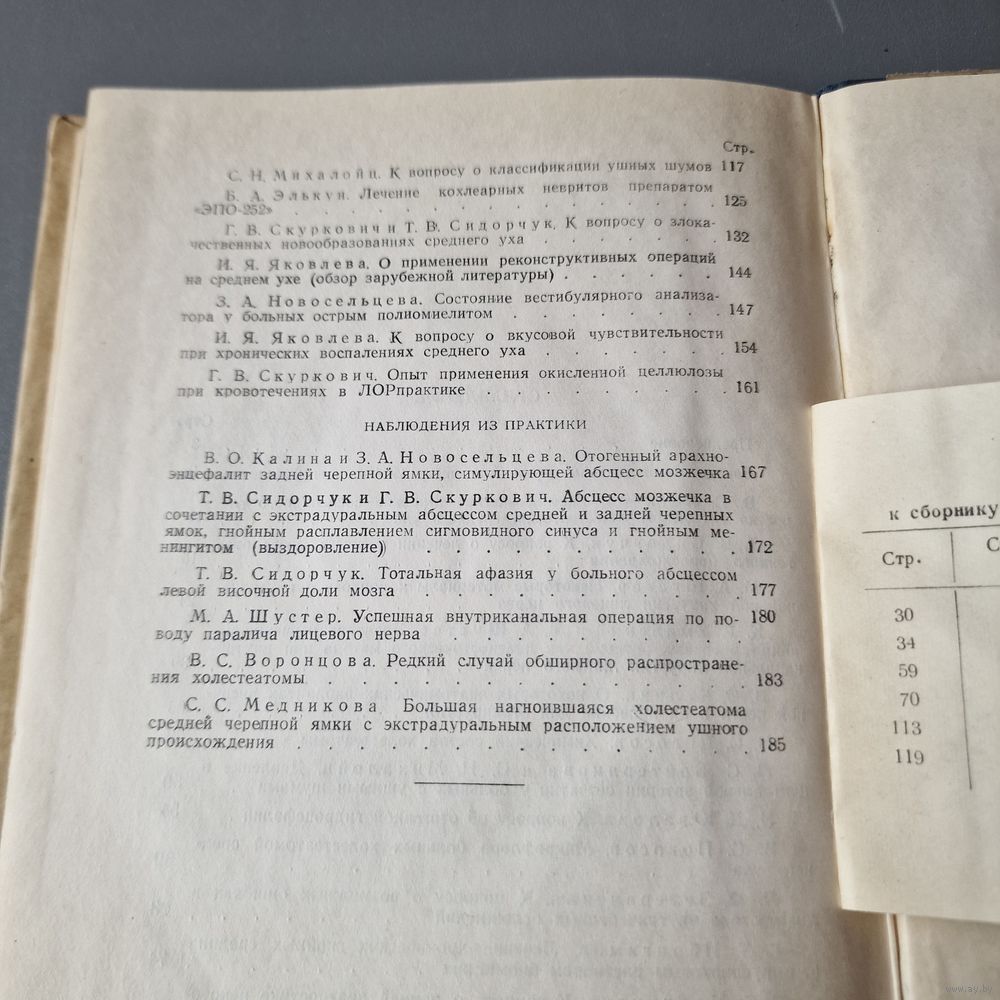 Стр.
С. Н. Михалойц. К вопросу о классификации ушных шумов 117
Б. А. Элькун. Лечение кохлеарных невритов препаратом
«ЭПО-252» . . . . . . . . . . . . 125
Г. В. Скуркович и Т. В. Сидорчук. К вопросу о злока-
чественных новообразованиях среднего уха . . . . . . 132
И. Я. Яковлева. О применении реконструктивных операций
на среднем ухе (обзор зарубежной литературы) . . . . . 144
З. А. Новосельцева. Состояние вестибулярного анализа-
тора у больных острым полиомиелитом . . . . . . 147
И. Я. Яковлева. К вопросу о вкусовой чувствительности
при хронических воспалениях среднего уха . . . . . 154
Г. В. Скуркович. Опыт применения окисленной целлюлозы
при кровотечениях в ЛОРпрактике . . . . . . . 161
НАБЛЮДЕНИЯ ИЗ ПРАКТИКИ
В. О. Калина и З. А. Новосельцева. Отогенный арахно-
энцефалит задней черепной ямки, симулирующей абсцесс мозжечка 167
Т. В. Сидорчук и Г. В. Скуркович. Абсцесс мозжечка в
сочетании с экстрадуральным абсцессом средней и задней черепных
ямок, гнойным расплавлением сигмовидного синуса и гнойным ме-
нингитом (выздоровление) . . . . . . . . . 172
Т. В. Сидорчук. Тотальная афазия у больного абсцессом
левой височной доли мозга . . . . . . . . . 177
М. А. Шустер. Успешная внутриканальная операция по по- 180
воду паралича лицевого нерва . . . . . . . .
В. С. Воронцова. Редкий случай обширного распростране-
ния холестеатомы . . . . . . . . . . . . 183
С. С. Медникова. Большая нагноившаяся холестеатома
средней черепной ямки с экстрадуральным расположением ушного
происхождения . . . . . . . . . . . . . 185
к сборнику
Стр.
С
30
34
59
70
113
119
www.ay.by